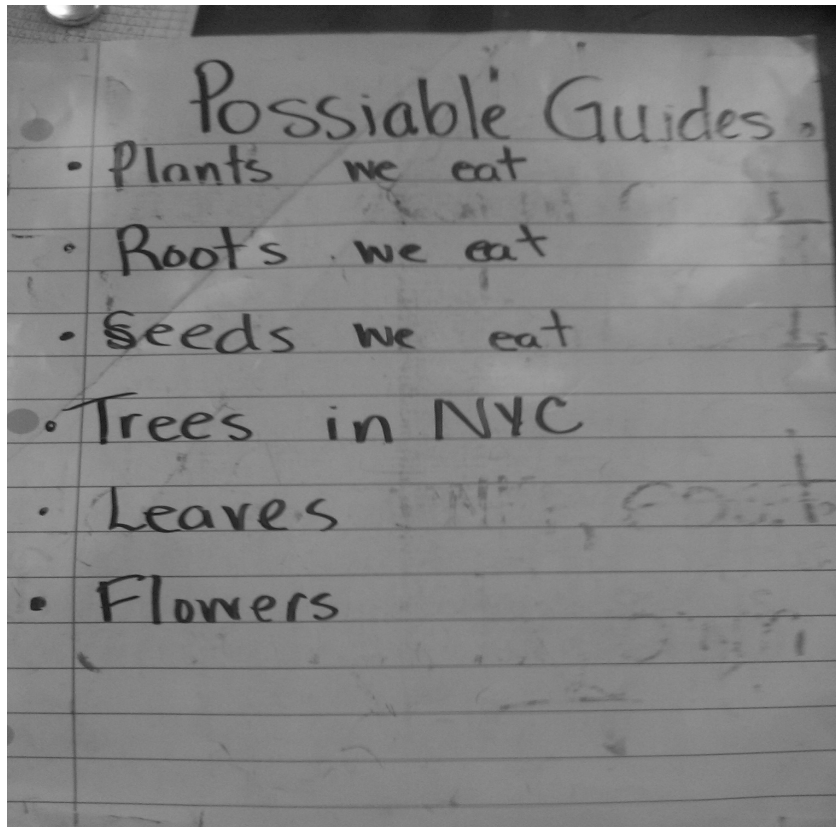 Possiable Guides.
• Plants we eat
• Roots we eat
• Seeds we eat
• Trees in NYC
• Leaves
• Flowers